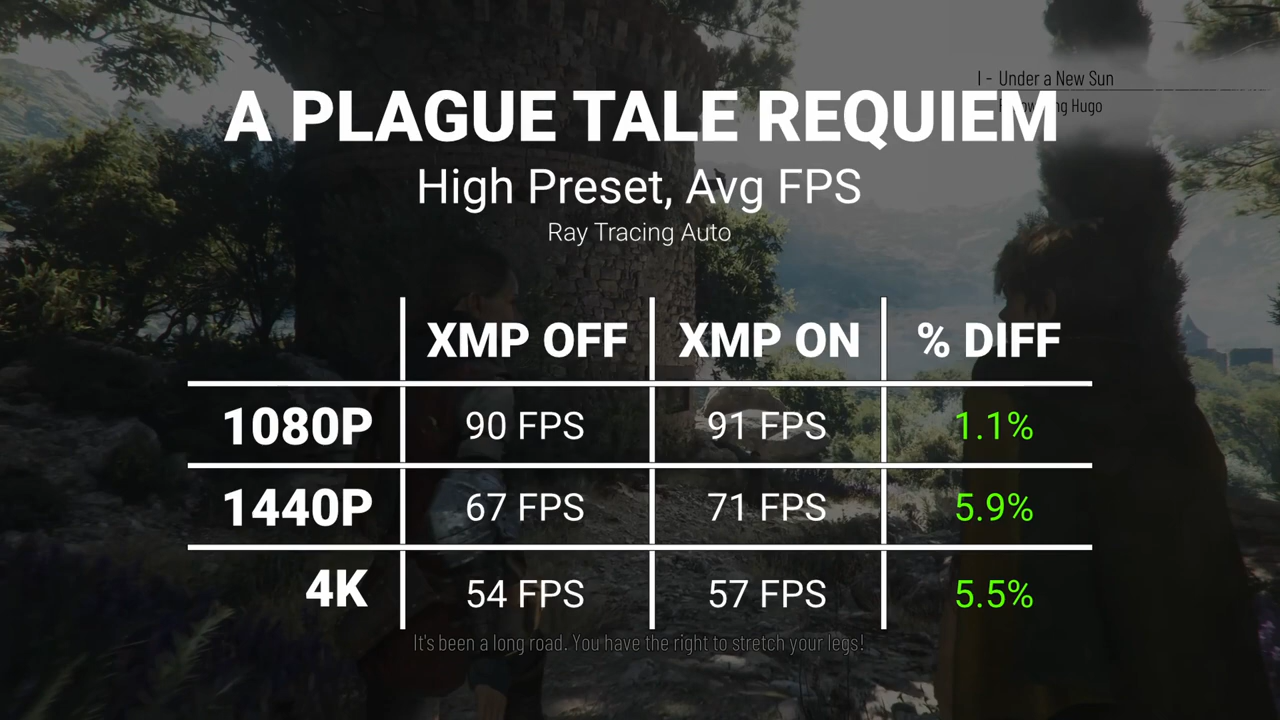 I - Under a New Sun
Hugo
A PLAGUE TALE REQUIEM
High Preset, Avg FPS
Ray Tracing Auto
XMP OFF XMP ON % DIFF
1080P 90 FPS 91 FPS 1.1%
1440P 67 FPS 71 FPS 5.9%
4K 54 FPS 57 FPS 5.5%
It's been a long road. You have the right to stretch your legs!